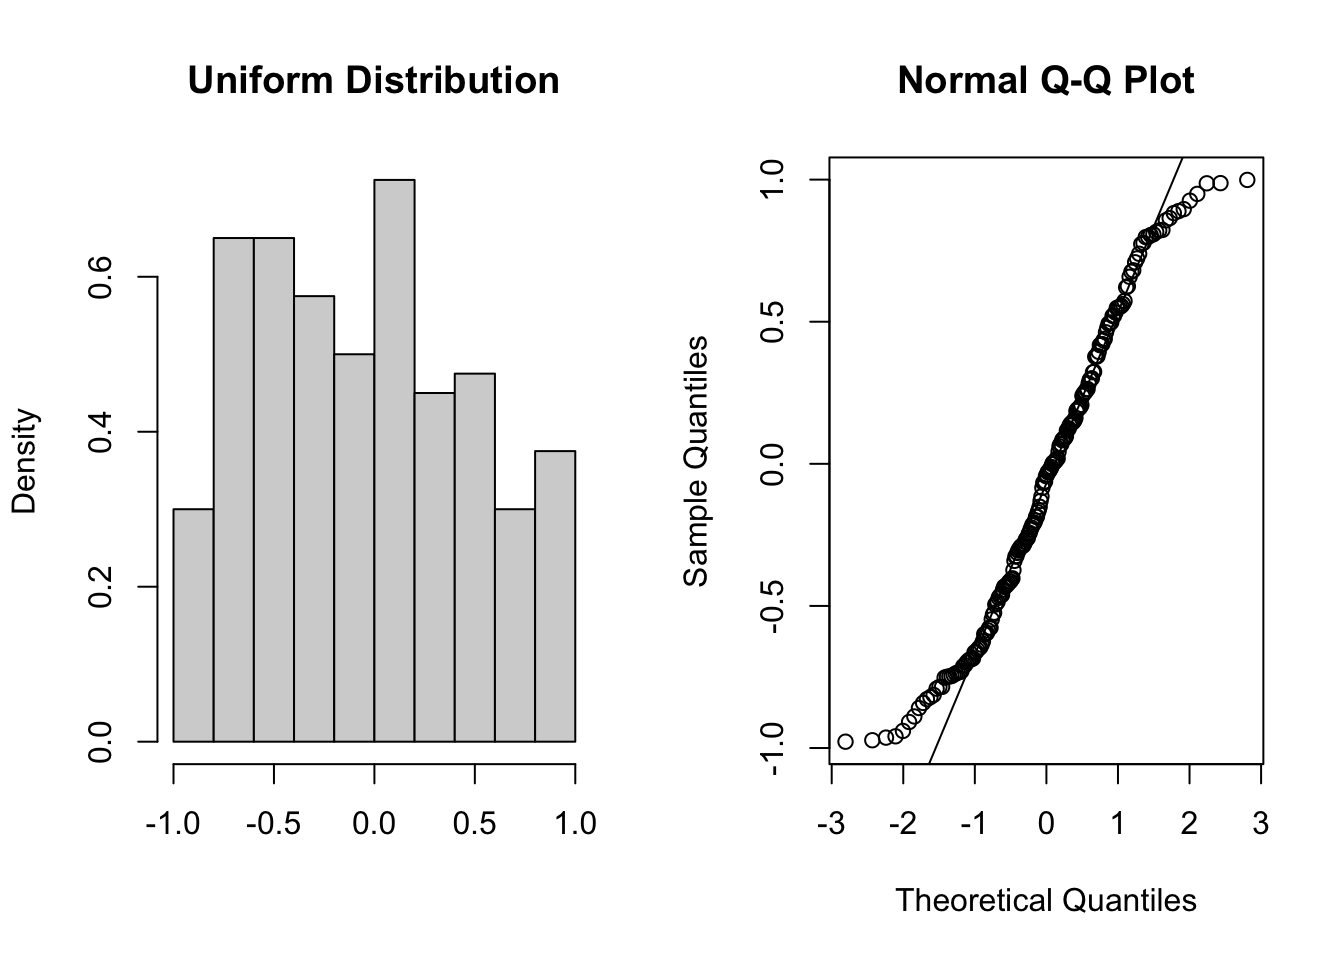 Uniform Distribution
Density
0.0 0.2 0.4 0.6
-1.0 -0.5 0.0 0.5 1.0
Normal Q-Q Plot
Sample Quantiles
-1.0 -0.5 0.0 0.5 1.0
-3 -2 -1 0 1 2 3
Theoretical Quantiles